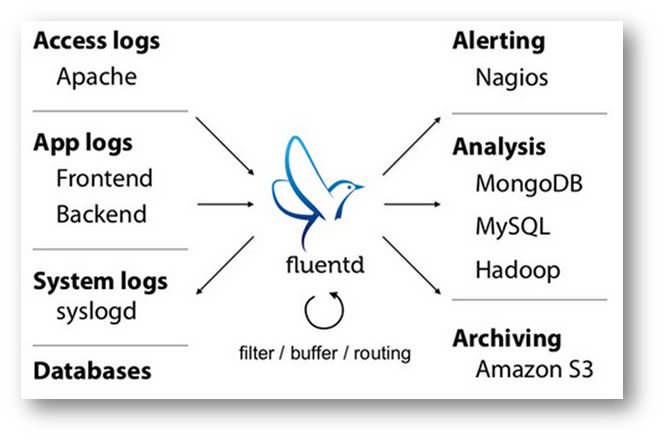 Access logs
Apache
App logs
Frontend
Backend
System logs
syslogd
Databases
fluentd
filter / buffer / routing
Alerting
Nagios
Analysis
MongoDB
MySQL
Hadoop
Archiving
Amazon S3